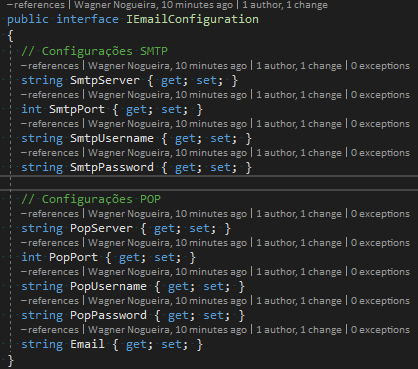 – references | Wagner Nogueira, 10 minutes ago | 1 author, 1 change
public interface IEmailConfiguration
{
// Configurações SMTP
– references | Wagner Nogueira, 10 minutes ago | 1 author, 1 change | 0 exceptions
string SmtpServer { get; set; }
– references | Wagner Nogueira, 10 minutes ago | 1 author, 1 change | 0 exceptions
int SmtpPort { get; set; }
– references | Wagner Nogueira, 10 minutes ago | 1 author, 1 change | 0 exceptions
string SmtpUsername { get; set; }
– references | Wagner Nogueira, 10 minutes ago | 1 author, 1 change | 0 exceptions
string SmtpPassword { get; set; }
// Configurações POP
– references | Wagner Nogueira, 10 minutes ago | 1 author, 1 change | 0 exceptions
string PopServer { get; set; }
– references | Wagner Nogueira, 10 minutes ago | 1 author, 1 change | 0 exceptions
int PopPort { get; set; }
– references | Wagner Nogueira, 10 minutes ago | 1 author, 1 change | 0 exceptions
string PopUsername { get; set; }
– references | Wagner Nogueira, 10 minutes ago | 1 author, 1 change | 0 exceptions
string PopPassword { get; set; }
– references | Wagner Nogueira, 10 minutes ago | 1 author, 1 change | 0 exceptions
string Email { get; set; }
}